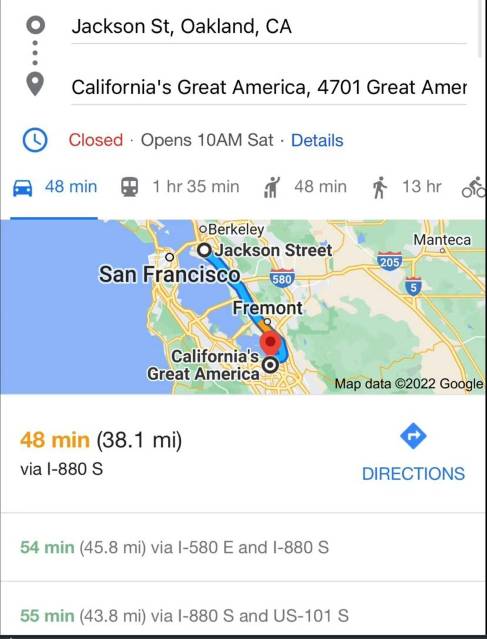 Jackson St, Oakland, CA
California's Great America, 4701 Great Amer
Closed · Opens 10AM Sat · Details
48 min 1 hr 35 min 48 min 13 hr
Berkeley
Jackson Street
Manteca
205
San Francisco
580
5
Fremont
California's
Great America
Map data ©2022 Google
48 min (38.1 mi)
via I-880 S
DIRECTIONS
54 min (45.8 mi) via I-580 E and I-880 S
55 min (43.8 mi) via I-880 S and US-101 S